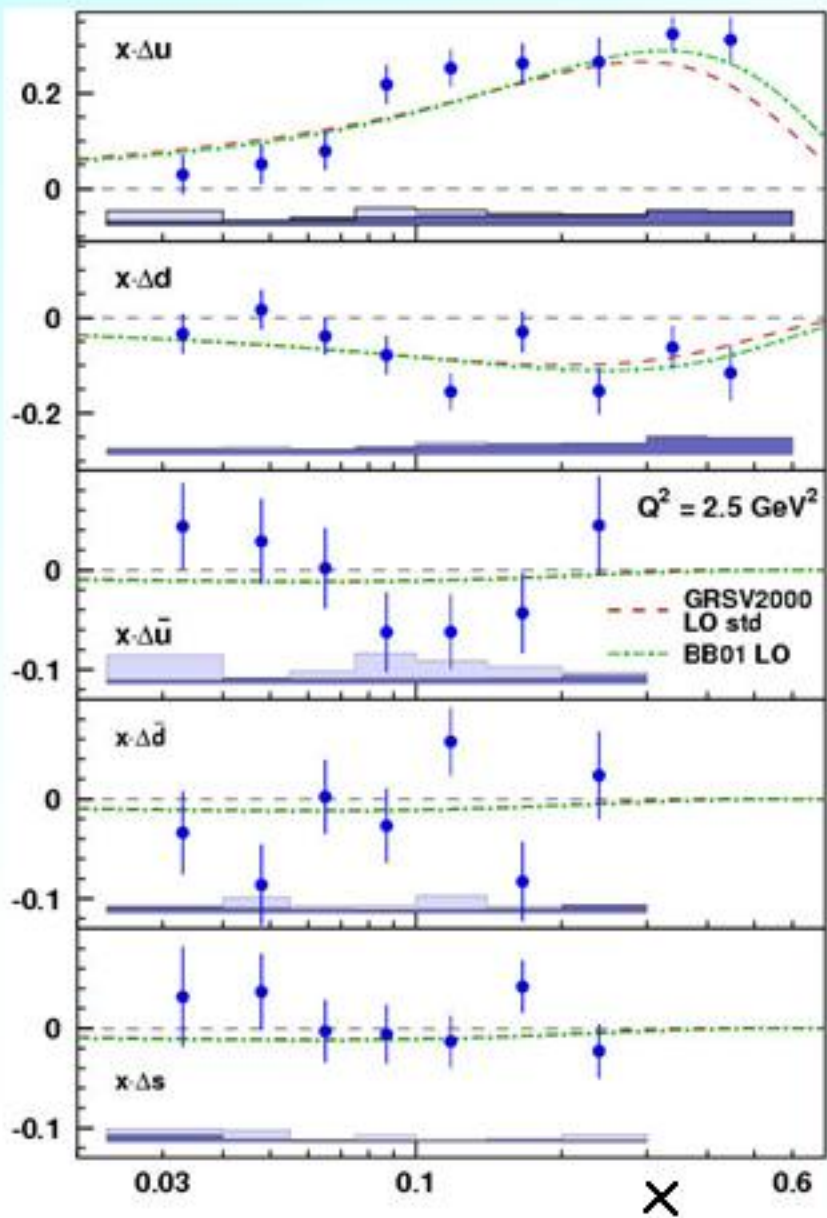 x·Δu
0.2
0
x·Δd
0
-0.2
Q² = 2.5 GeV²
0
GRSV2000
LO std
x·Δū
BB01 LO
-0.1
x·Δd̄
0
-0.1
0
x·Δs
-0.1
0.03
0.1
0.6
X